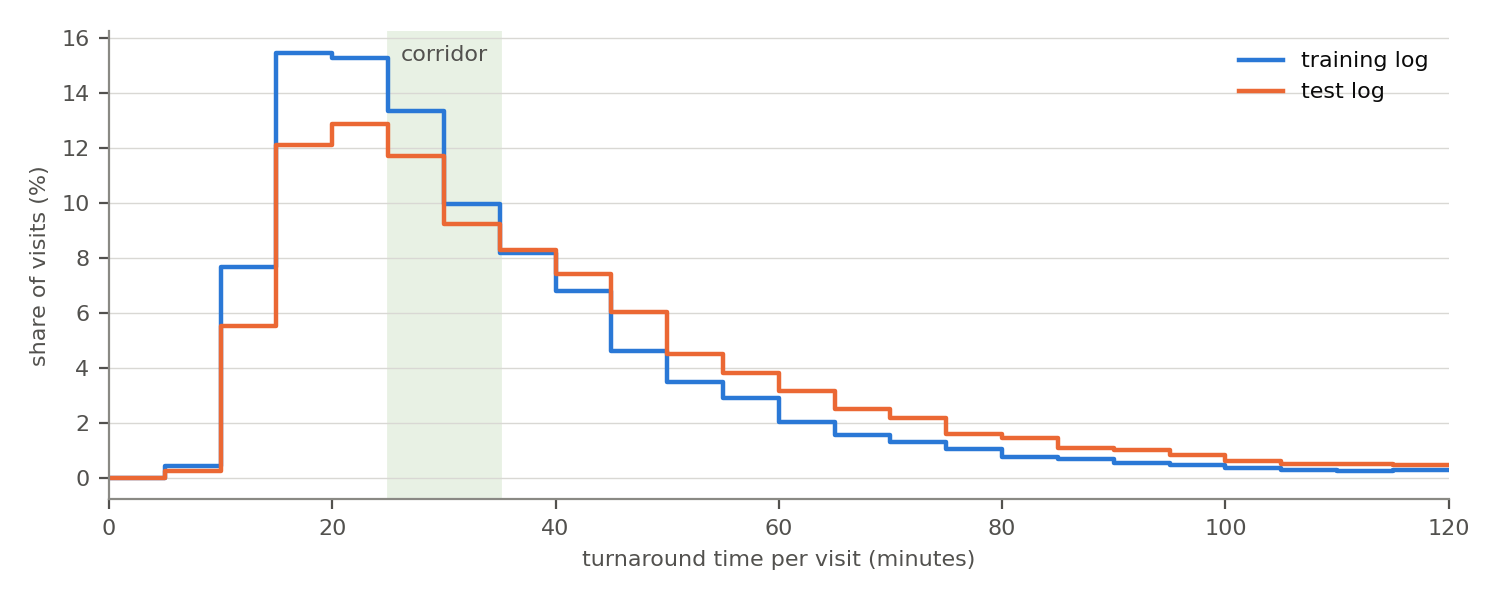 corridor
training log
test log
share of visits (%)
16
14
12
10
8
6
4
2
0
0 20 40 60 80 100 120
turnaround time per visit (minutes)